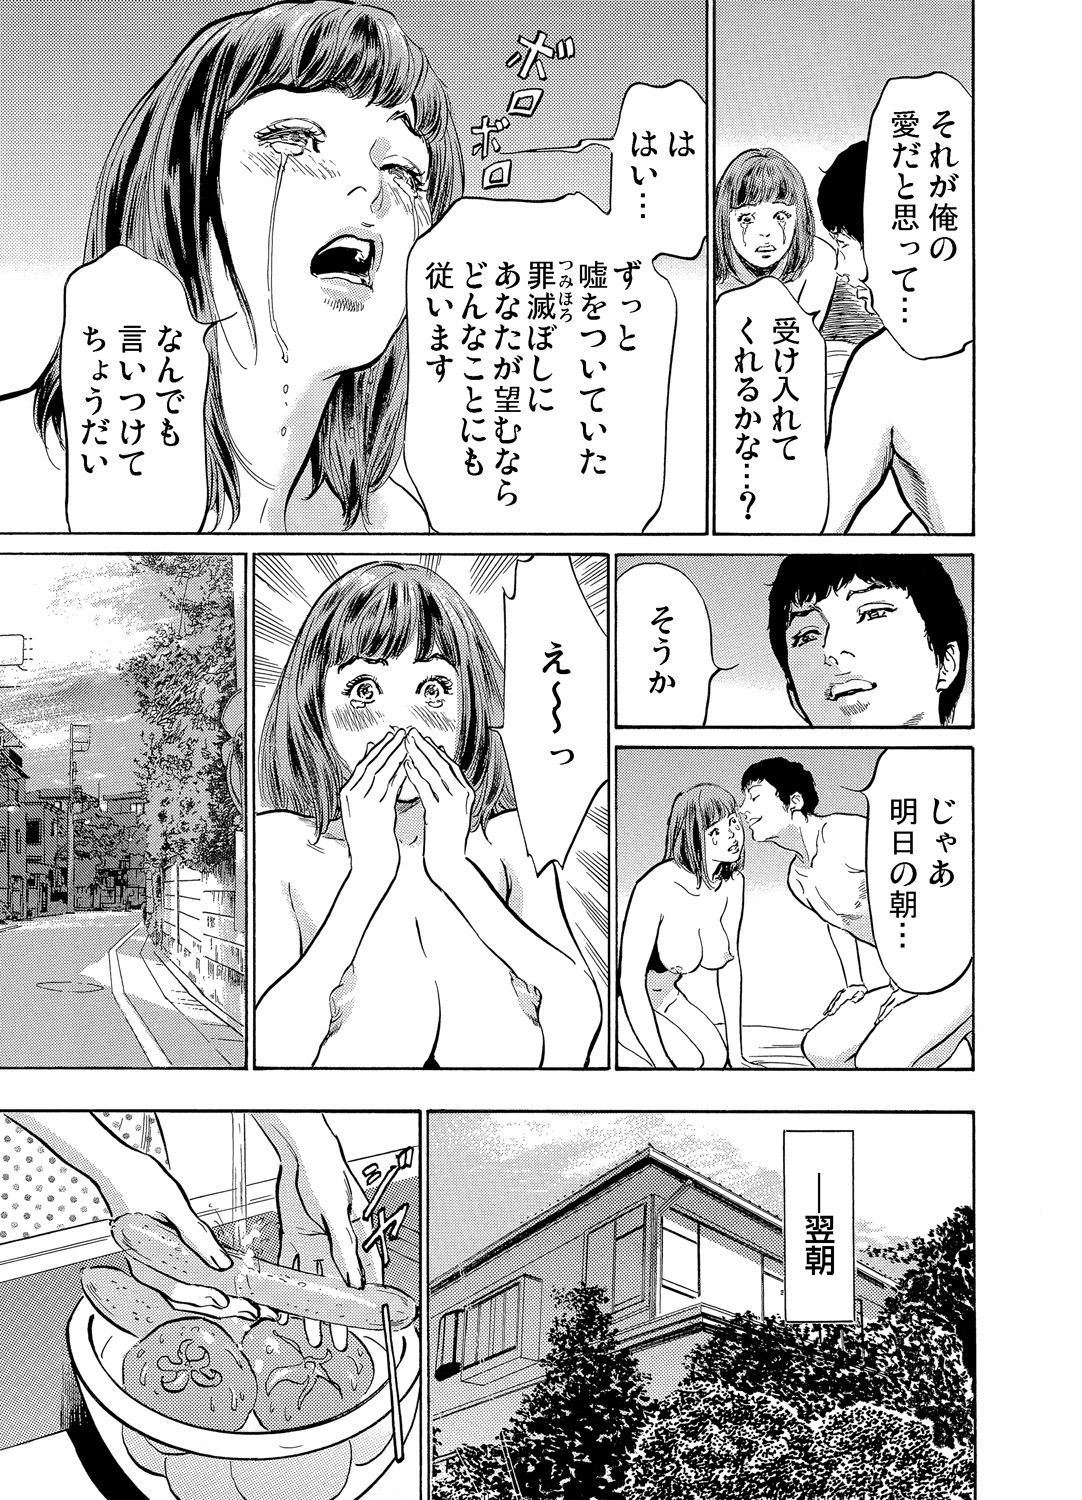 それが俺の
愛だと思って…
受け入れて
くれるかな…?
は
はい…
ボロ
ボロ
ずっと
嘘をついていた
罪滅ぼしに
つみほろ
あなたが望むなら
どんなことにも
従います
なんでも
言いつけて
ちょうだい
そうか
じゃあ
明日の朝…
え〜っ
―翌朝
ジャー